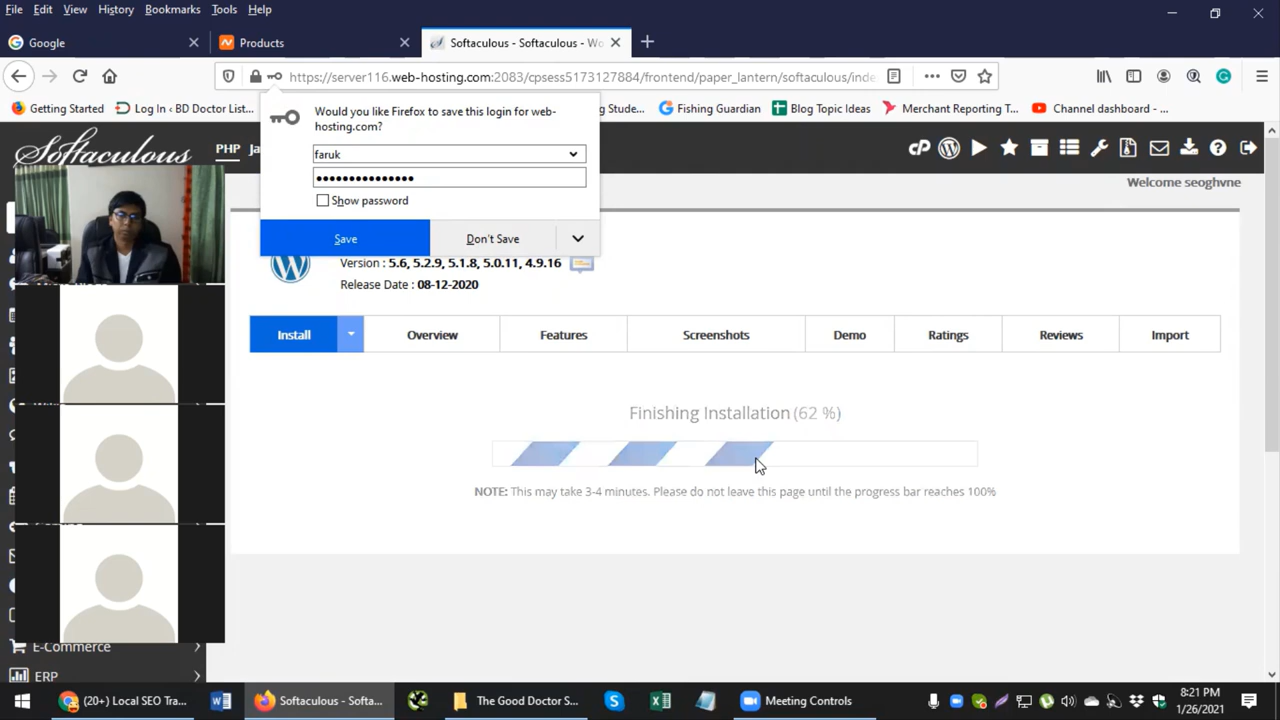 File Edit View History Bookmarks Tools Help
Google
Products
Softaculous - Softaculous - Wo
https://server116.web-hosting.com:2083/cpsess5173127884/frontend/paper_lantern/softaculous/inde
Getting Started
Log In ‹ BD Doctor List
ng Stude...
Fishing Guardian
Blog Topic Ideas
Merchant Reporting T...
Channel dashboard - ...
Would you like Firefox to save this login for web-
hosting.com?
faruk
Show password
Save
Don't Save
Softaculous
PHP
Ja
cP
Welcome seoghvne
Version : 5.6, 5.2.9, 5.1.8, 5.0.11, 4.9.16
Release Date : 08-12-2020
Install
Overview
Features
Screenshots
Demo
Ratings
Reviews
Import
Finishing Installation (62 %)
NOTE: This may take 3-4 minutes. Please do not leave this page until the progress bar reaches 100%
E-Commerce
ERP
(20+) Local SEO Tra...
Softaculous - Softa...
The Good Doctor S...
Meeting Controls
8:21 PM
1/26/2021